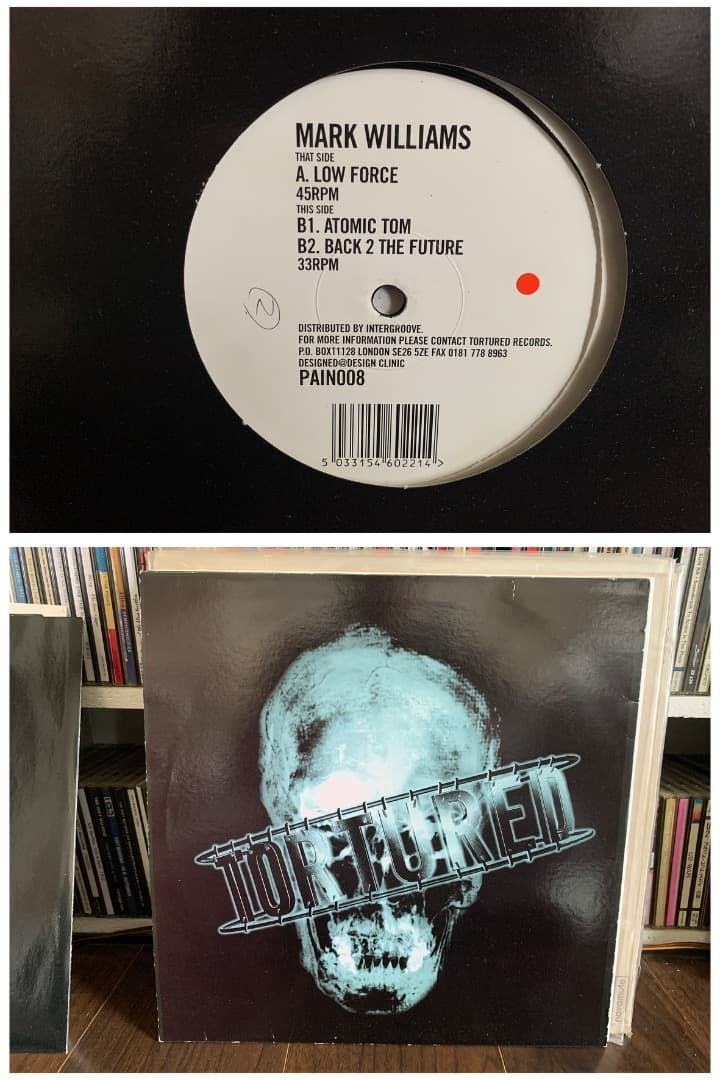 MARK WILLIAMS
THAT SIDE
A. LOW FORCE
45RPM
THIS SIDE
B1. ATOMIC TOM
B2. BACK 2 THE FUTURE
33RPM
2
DISTRIBUTED BY INTERGROOVE.
FOR MORE INFORMATION PLEASE CONTACT TORTURED RECORDS.
P.O. BOX11128 LONDON SE26 5ZE FAX 0181 778 8963
DESIGNED@DESIGN CLINIC
PAIN008
5 033154 602214 >
TORTURED
novamute